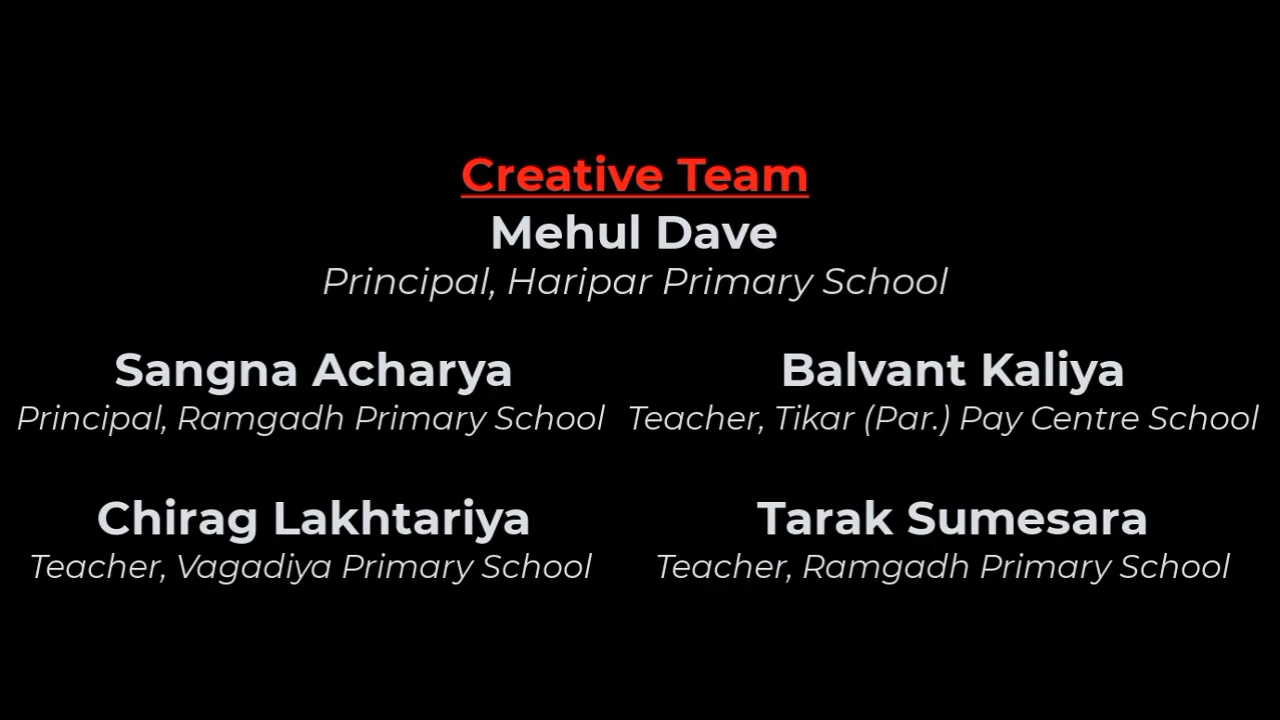 Creative Team
Mehul Dave
Principal, Haripar Primary School
Sangna Acharya
Principal, Ramgadh Primary School
Balvant Kaliya
Teacher, Tikar (Par.) Pay Centre School
Chirag Lakhtariya
Teacher, Vagadiya Primary School
Tarak Sumesara
Teacher, Ramgadh Primary School